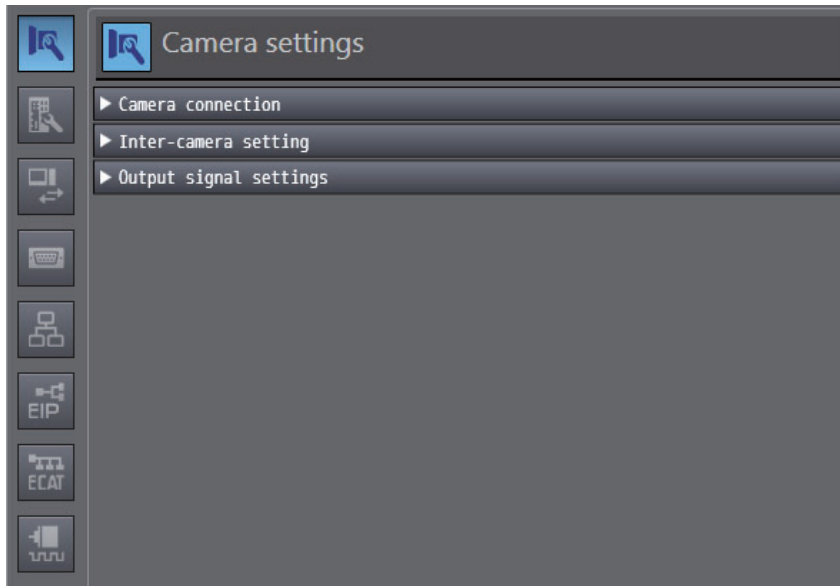 Camera settings
Camera connection
Inter-camera setting
Output signal settings
EIP
ECAT